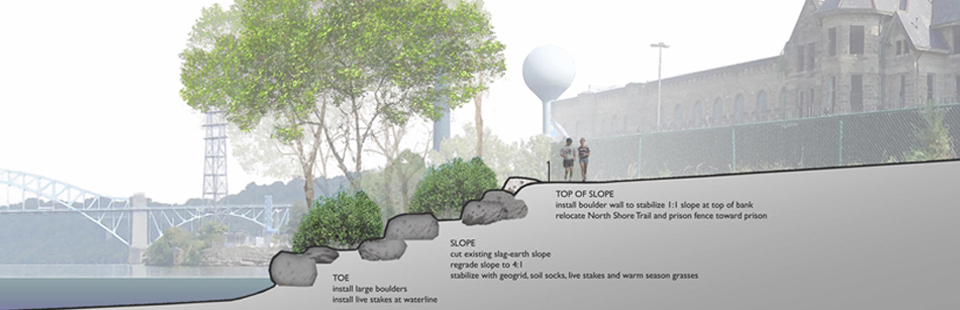 TOP OF SLOPE
install boulder wall to stabilize 1:1 slope at top of bank
relocate North Shore Trail and prison fence toward prison
SLOPE
cut existing slag-earth slope
regrade slope to 4:1
stabilize with geogrid, soil socks, live stakes and warm season grasses
TOE
install large boulders
install live stakes at waterline